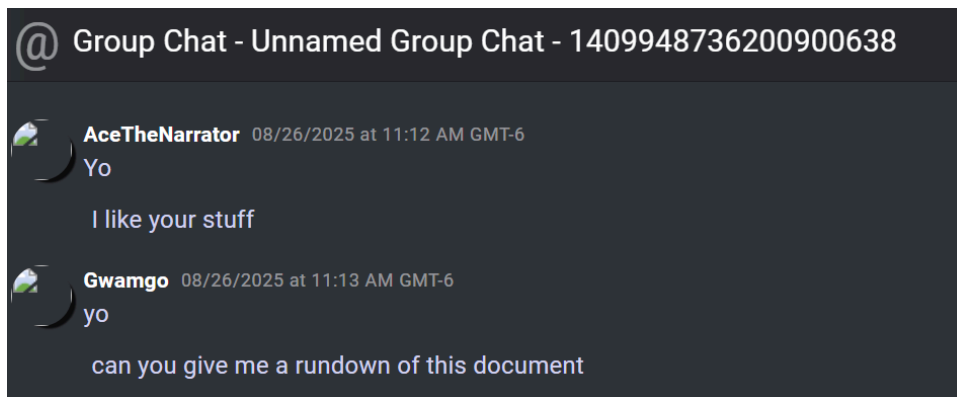 @ Group Chat - Unnamed Group Chat - 1409948736200900638
AceTheNarrator 08/26/2025 at 11:12 AM GMT-6
Yo
I like your stuff
Gwamgo 08/26/2025 at 11:13 AM GMT-6
yo
can you give me a rundown of this document